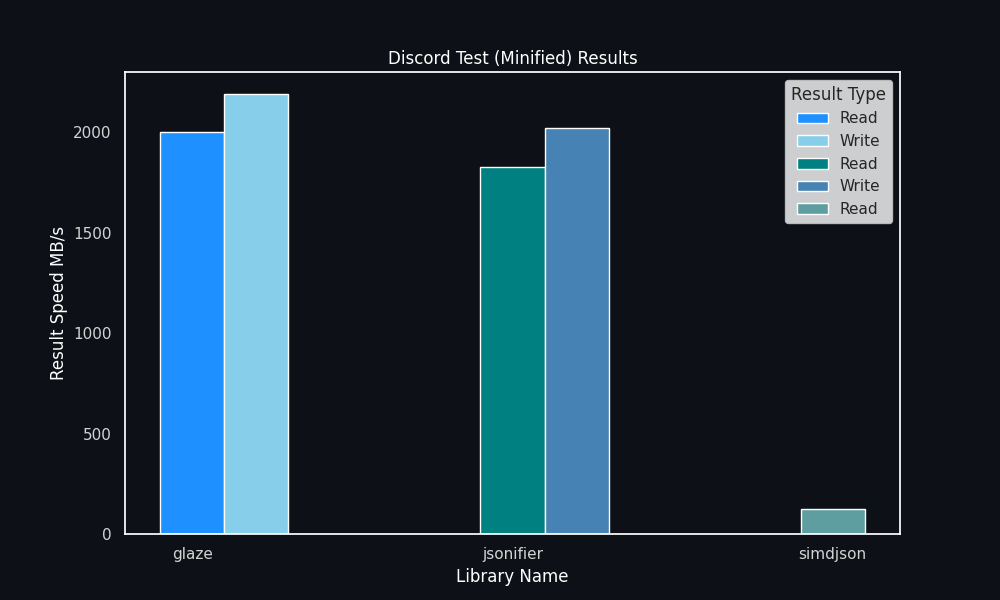 Discord Test (Minified) Results
Result Type
Read
Write
Read
Write
Read
Result Speed MB/s
2000
1500
1000
500
0
glaze
jsonifier
simdjson
Library Name